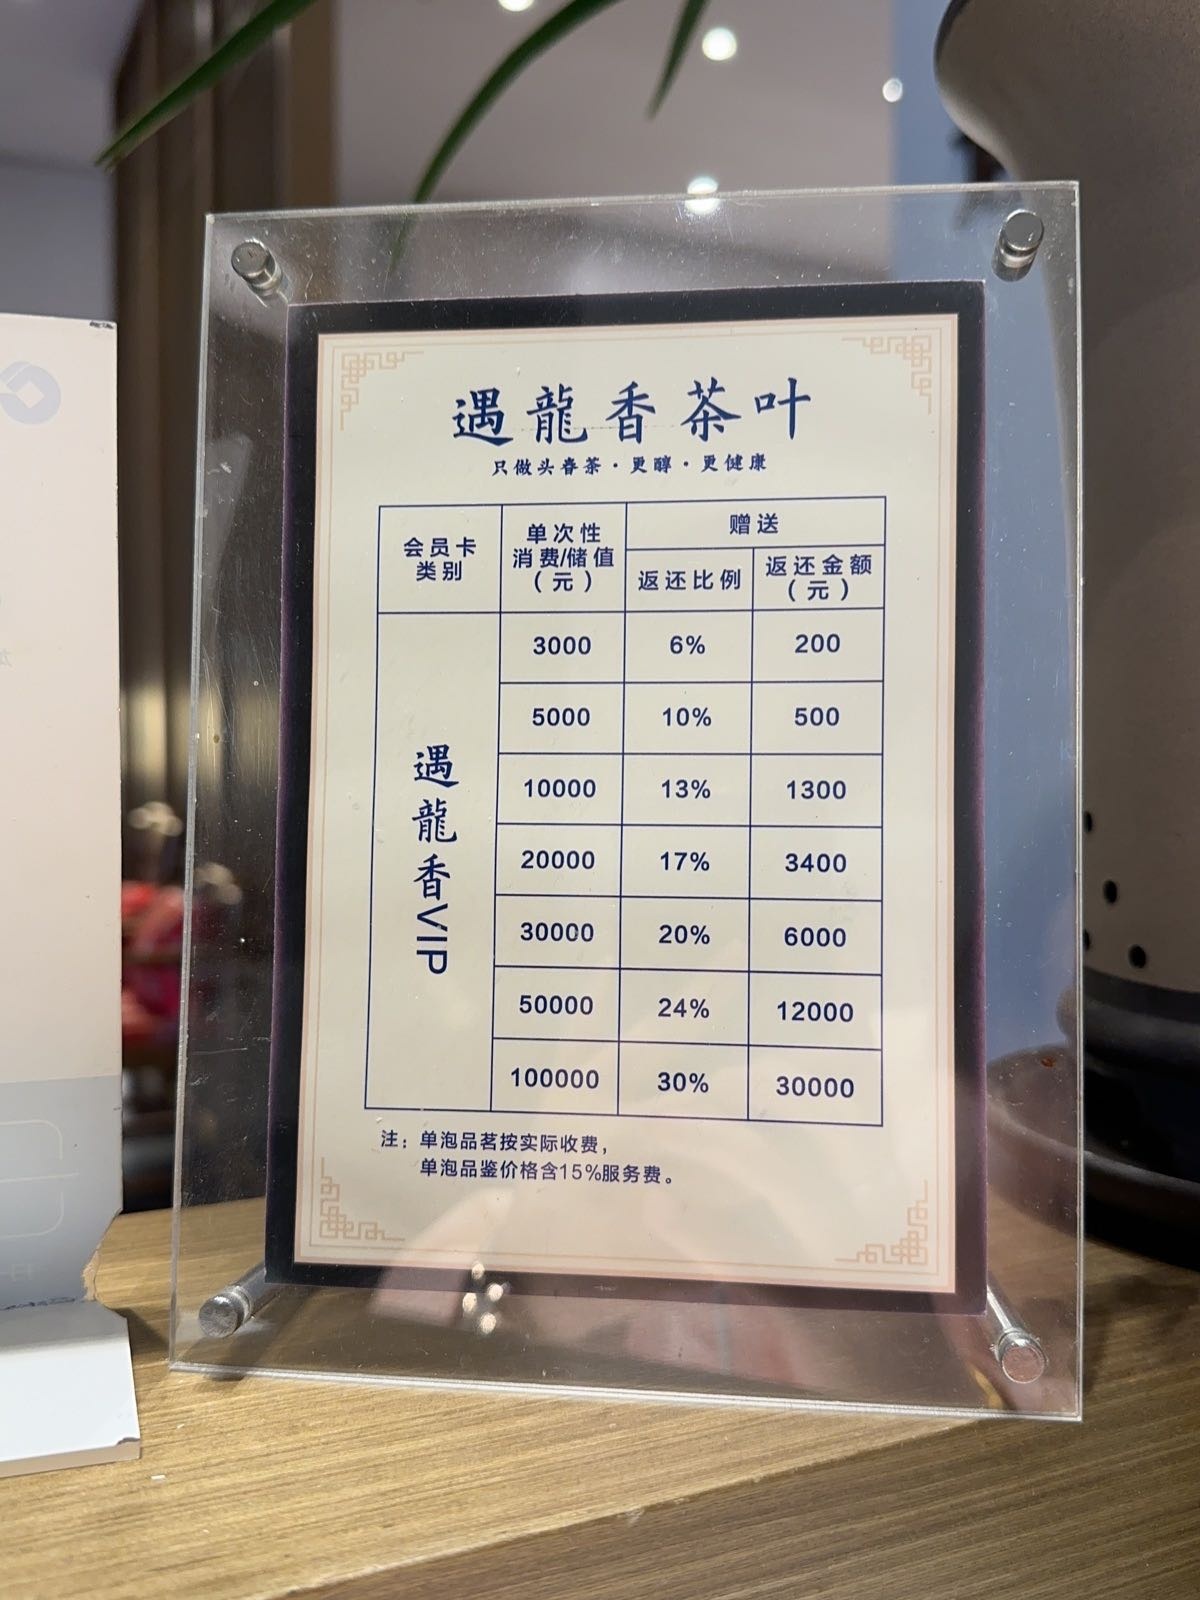 遇龍香茶叶
只做头春茶·更醇·更健康
会员卡
类别
单次性
消费/储值
（元）
赠送
返还比例
返还金额
（元）
遇龍香VIP
3000 6% 200
5000 10% 500
10000 13% 1300
20000 17% 3400
30000 20% 6000
50000 24% 12000
100000 30% 30000
注：单泡品茗按实际收费，
单泡品鉴价格含15%服务费。